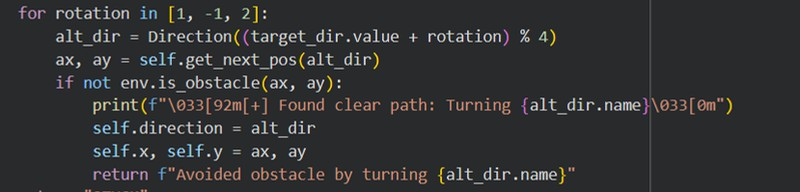 for rotation in [1, -1, 2]:
alt_dir = Direction((target_dir.value + rotation) % 4)
ax, ay = self.get_next_pos(alt_dir)
if not env.is_obstacle(ax, ay):
print(f"\033[92m[+] Found clear path: Turning {alt_dir.name}\033[0m")
self.direction = alt_dir
self.x, self.y = ax, ay
return f"Avoided obstacle by turning {alt_dir.name}"